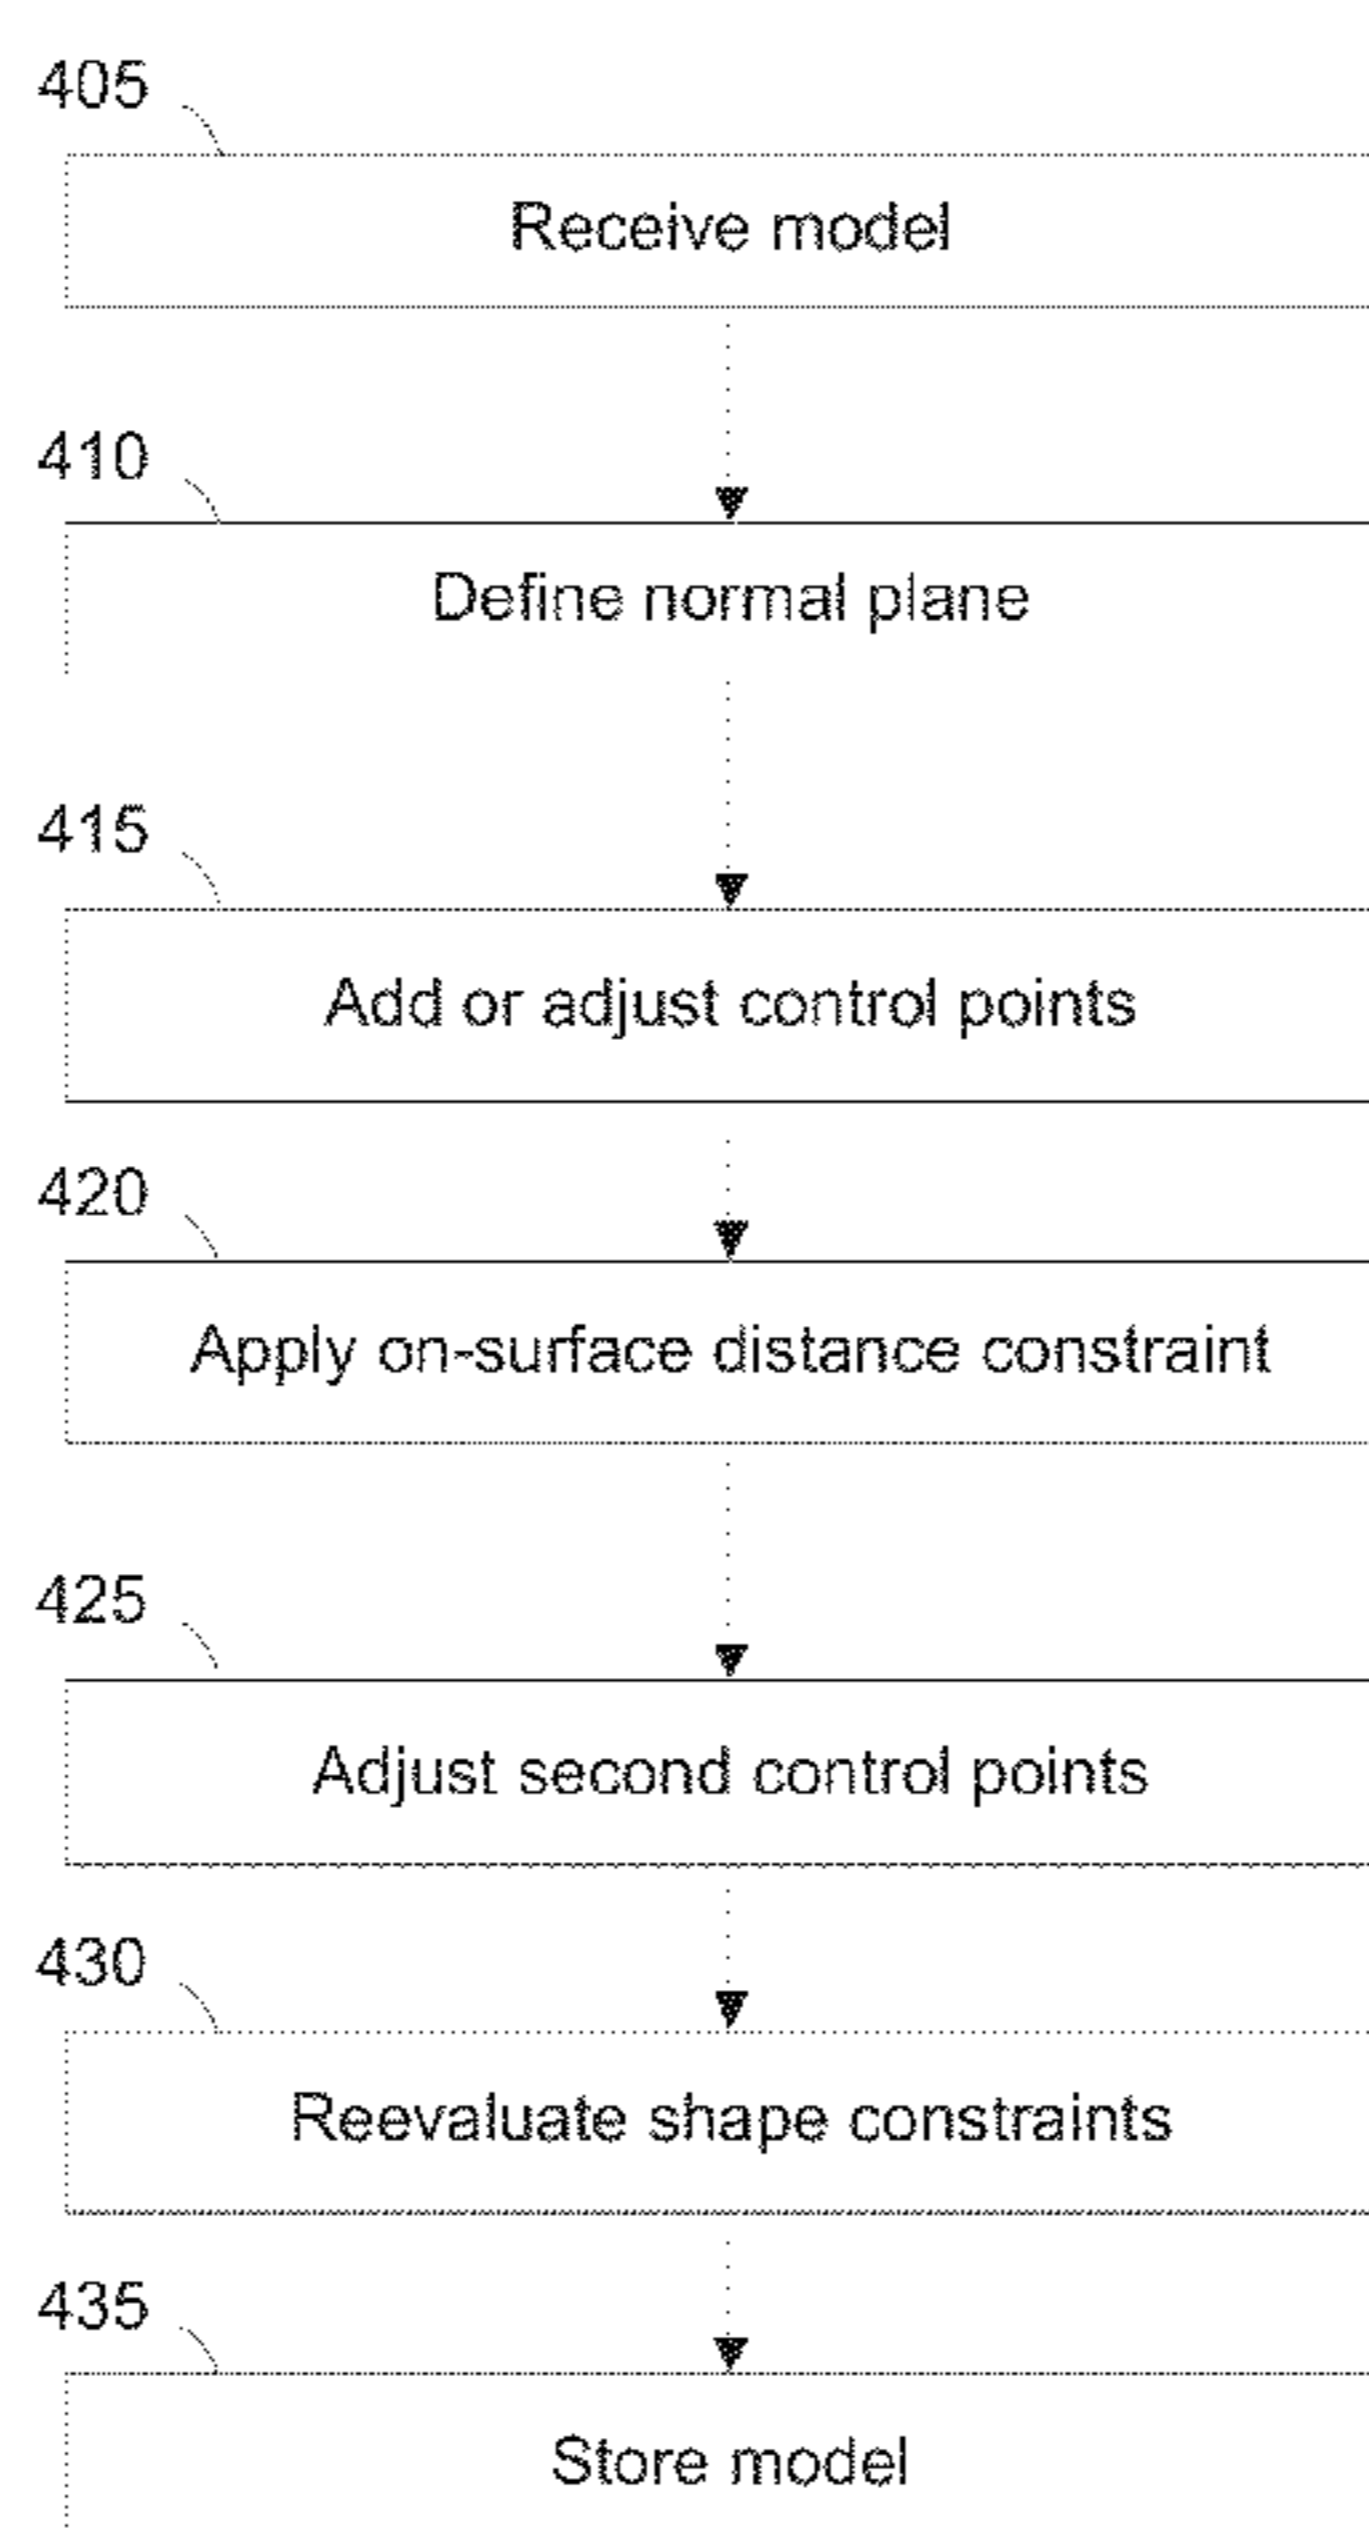 405
Receive model
410
Define normal plane
415
Add or adjust control points
420
Apply on-surface distance constraint
425
Adjust second control points
430
Reevaluate shape constraints
435
Store model